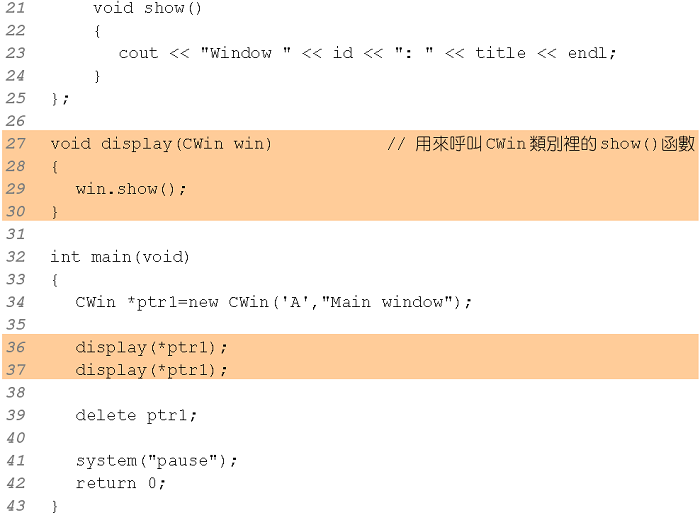 21 void show()
22 {
23 cout << "Window " << id << ": " << title << endl;
24 }
25 };
26
27 void display(CWin win) // 用來呼叫CWin類別裡的show()函數
28 {
29 win.show();
30 }
31
32 int main(void)
33 {
34 CWin *ptr1=new CWin('A',"Main window");
35
36 display(*ptr1);
37 display(*ptr1);
38
39 delete ptr1;
40
41 system("pause");
42 return 0;
43 }